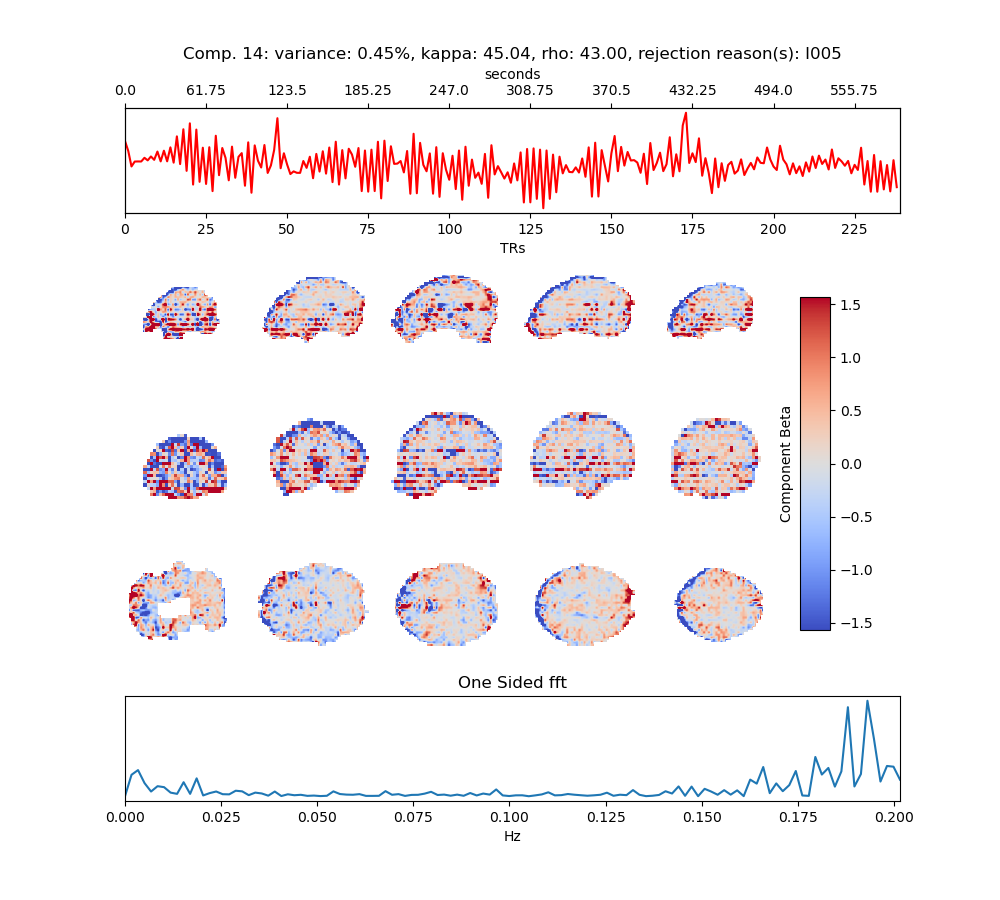 Comp. 14: variance: 0.45%, kappa: 45.04, rho: 43.00, rejection reason(s): I005
seconds
0.0 61.75 123.5 185.25 247.0 308.75 370.5 432.25 494.0 555.75
0 25 50 75 100 125 150 175 200 225
TRs
1.5
1.0
0.5
0.0
−0.5
−1.0
−1.5
Component Beta
One Sided fft
0.000 0.025 0.050 0.075 0.100 0.125 0.150 0.175 0.200
Hz